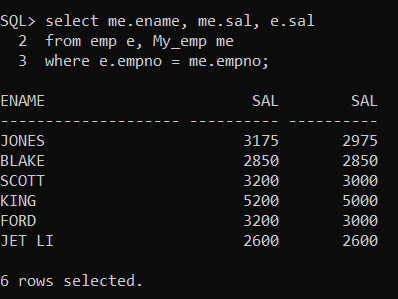 SQL> select me.ename, me.sal, e.sal
  2  from emp e, My_emp me
  3  where e.empno = me.empno;
ENAME                       SAL        SAL
-------------------- ---------- ----------
JONES                      3175       2975
BLAKE                      2850       2850
SCOTT                      3200       3000
KING                       5200       5000
FORD                       3200       3000
JET LI                     2600       2600
6 rows selected.